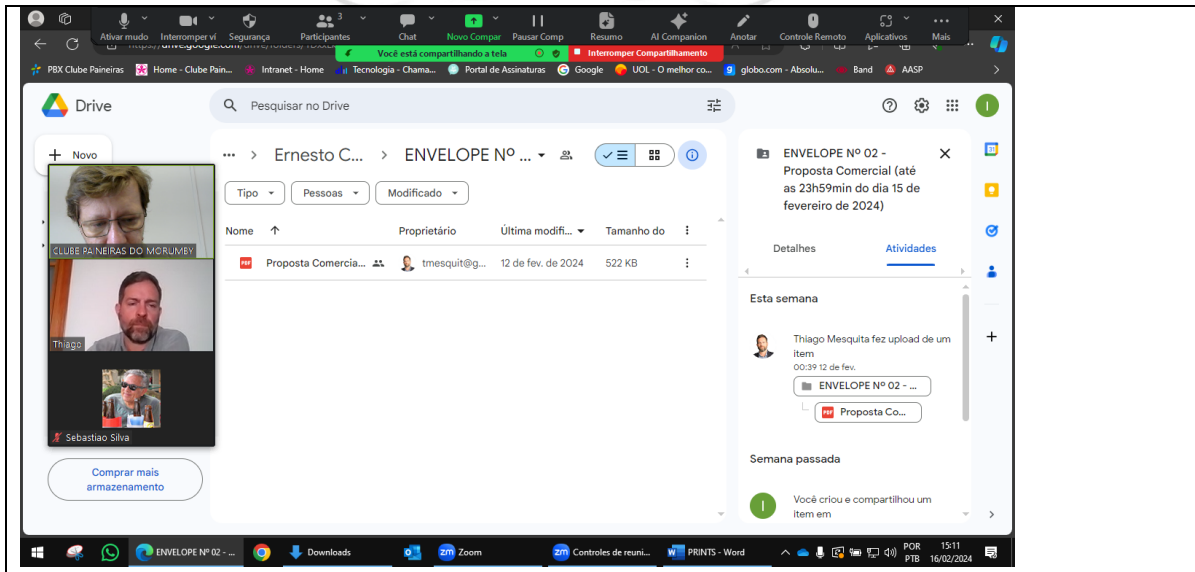 3
Ativar mudo Interromper ví Segurança Participantes Chat Novo Compar Pausar Comp Resumo AI Companion Anotar Controle Remoto Aplicativos Mais
Você está compartilhando a tela Interromper Compartilhamento
PBX Clube Paineiras Home - Clube Pain... Intranet - Home Tecnologia - Chama... Portal de Assinaturas Google UOL - O melhor co... globo.com - Absolu... Band AASP
Drive Pesquisar no Drive
Novo
Ernesto C... > ENVELOPE Nº ...
Tipo Pessoas Modificado
Nome Proprietário Última modifi... Tamanho do
PDF Proposta Comercia... tmesquit@g... 12 de fev. de 2024 522 KB
CLUBE PAINEIRAS DO MORUMBY
Thiago
Sebastiao Silva
Comprar mais
armazenamento
ENVELOPE Nº 02 -
Proposta Comercial (até
as 23h59min do dia 15 de
fevereiro de 2024)
Detalhes Atividades
Esta semana
Thiago Mesquita fez upload de um
item
00:39 12 de fev.
ENVELOPE Nº 02 - ...
PDF Proposta Co...
Semana passada
Você criou e compartilhou um
item em
I
I
31
ENVELOPE Nº 02 - ... Downloads zm Zoom zm Controles de reuni... PRINTS - Word POR 15:11
PTB 16/02/2024